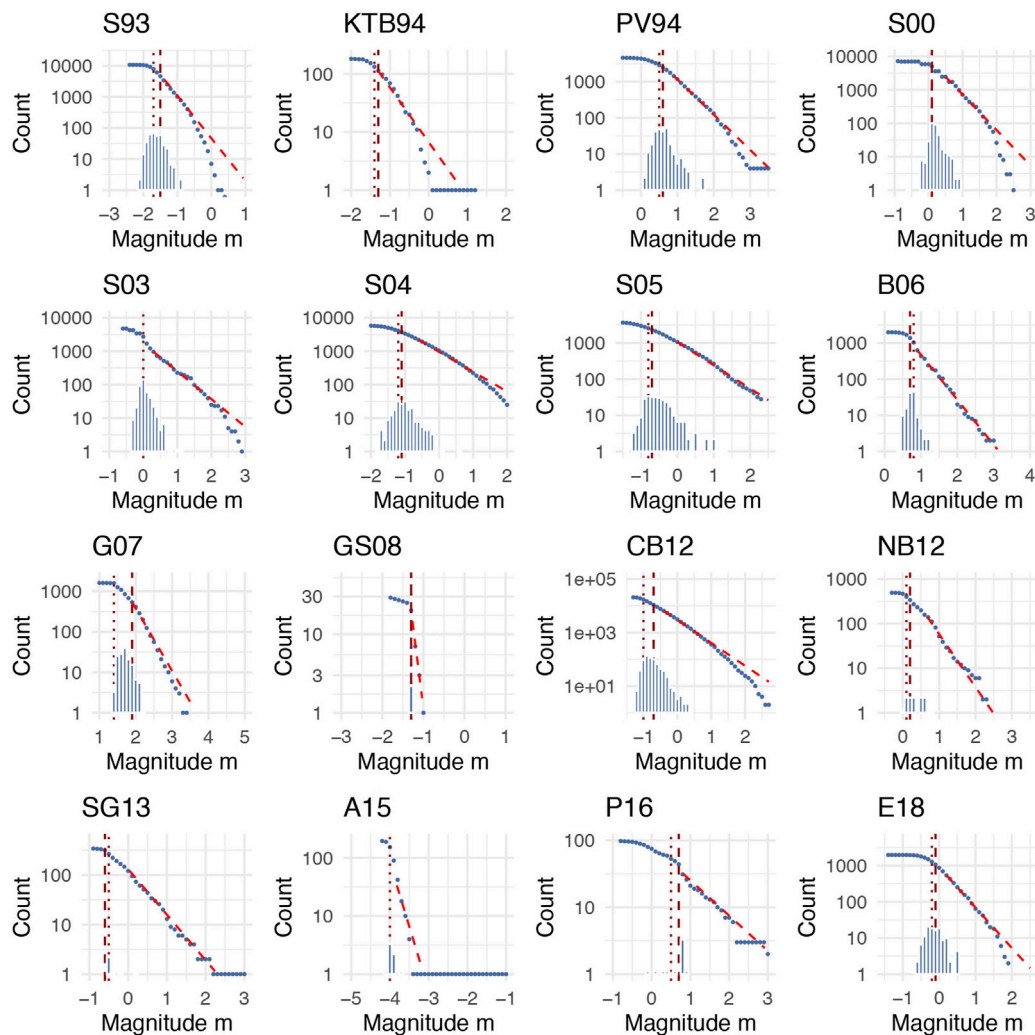 S93 KTB94 PV94 S00
Count 10000 1000 100 10 1
−3 −2 −1 0 1
Magnitude m
Count 100 10 1
−2 −1 0 1 2
Magnitude m
Count 1000 100 10 1
0 1 2 3
Magnitude m
Count 10000 1000 100 10 1
−1 0 1 2 3
Magnitude m
S03 S04 S05 B06
Count 10000 1000 100 10 1
−1 0 1 2 3
Magnitude m
Count 10000 1000 100 10 1
−2 −1 0 1 2
Magnitude m
Count 1000 100 10 1
−1 0 1 2
Magnitude m
Count 1000 100 10 1
0 1 2 3 4
Magnitude m
G07 GS08 CB12 NB12
Count 1000 100 10 1
1 2 3 4 5
Magnitude m
Count 30 10 3 1
−3 −2 −1 0 1
Magnitude m
Count 1e+05 1e+03 1e+01
−1 0 1 2
Magnitude m
Count 1000 100 10 1
0 1 2 3
Magnitude m
SG13 A15 P16 E18
Count 1000 100 10 1
−1 0 1 2 3
Magnitude m
Count 100 10 1
−5 −4 −3 −2 −1
Magnitude m
Count 100 10 1
−1 0 1 2 3
Magnitude m
Count 1000 100 10 1
−1 0 1 2
Magnitude m